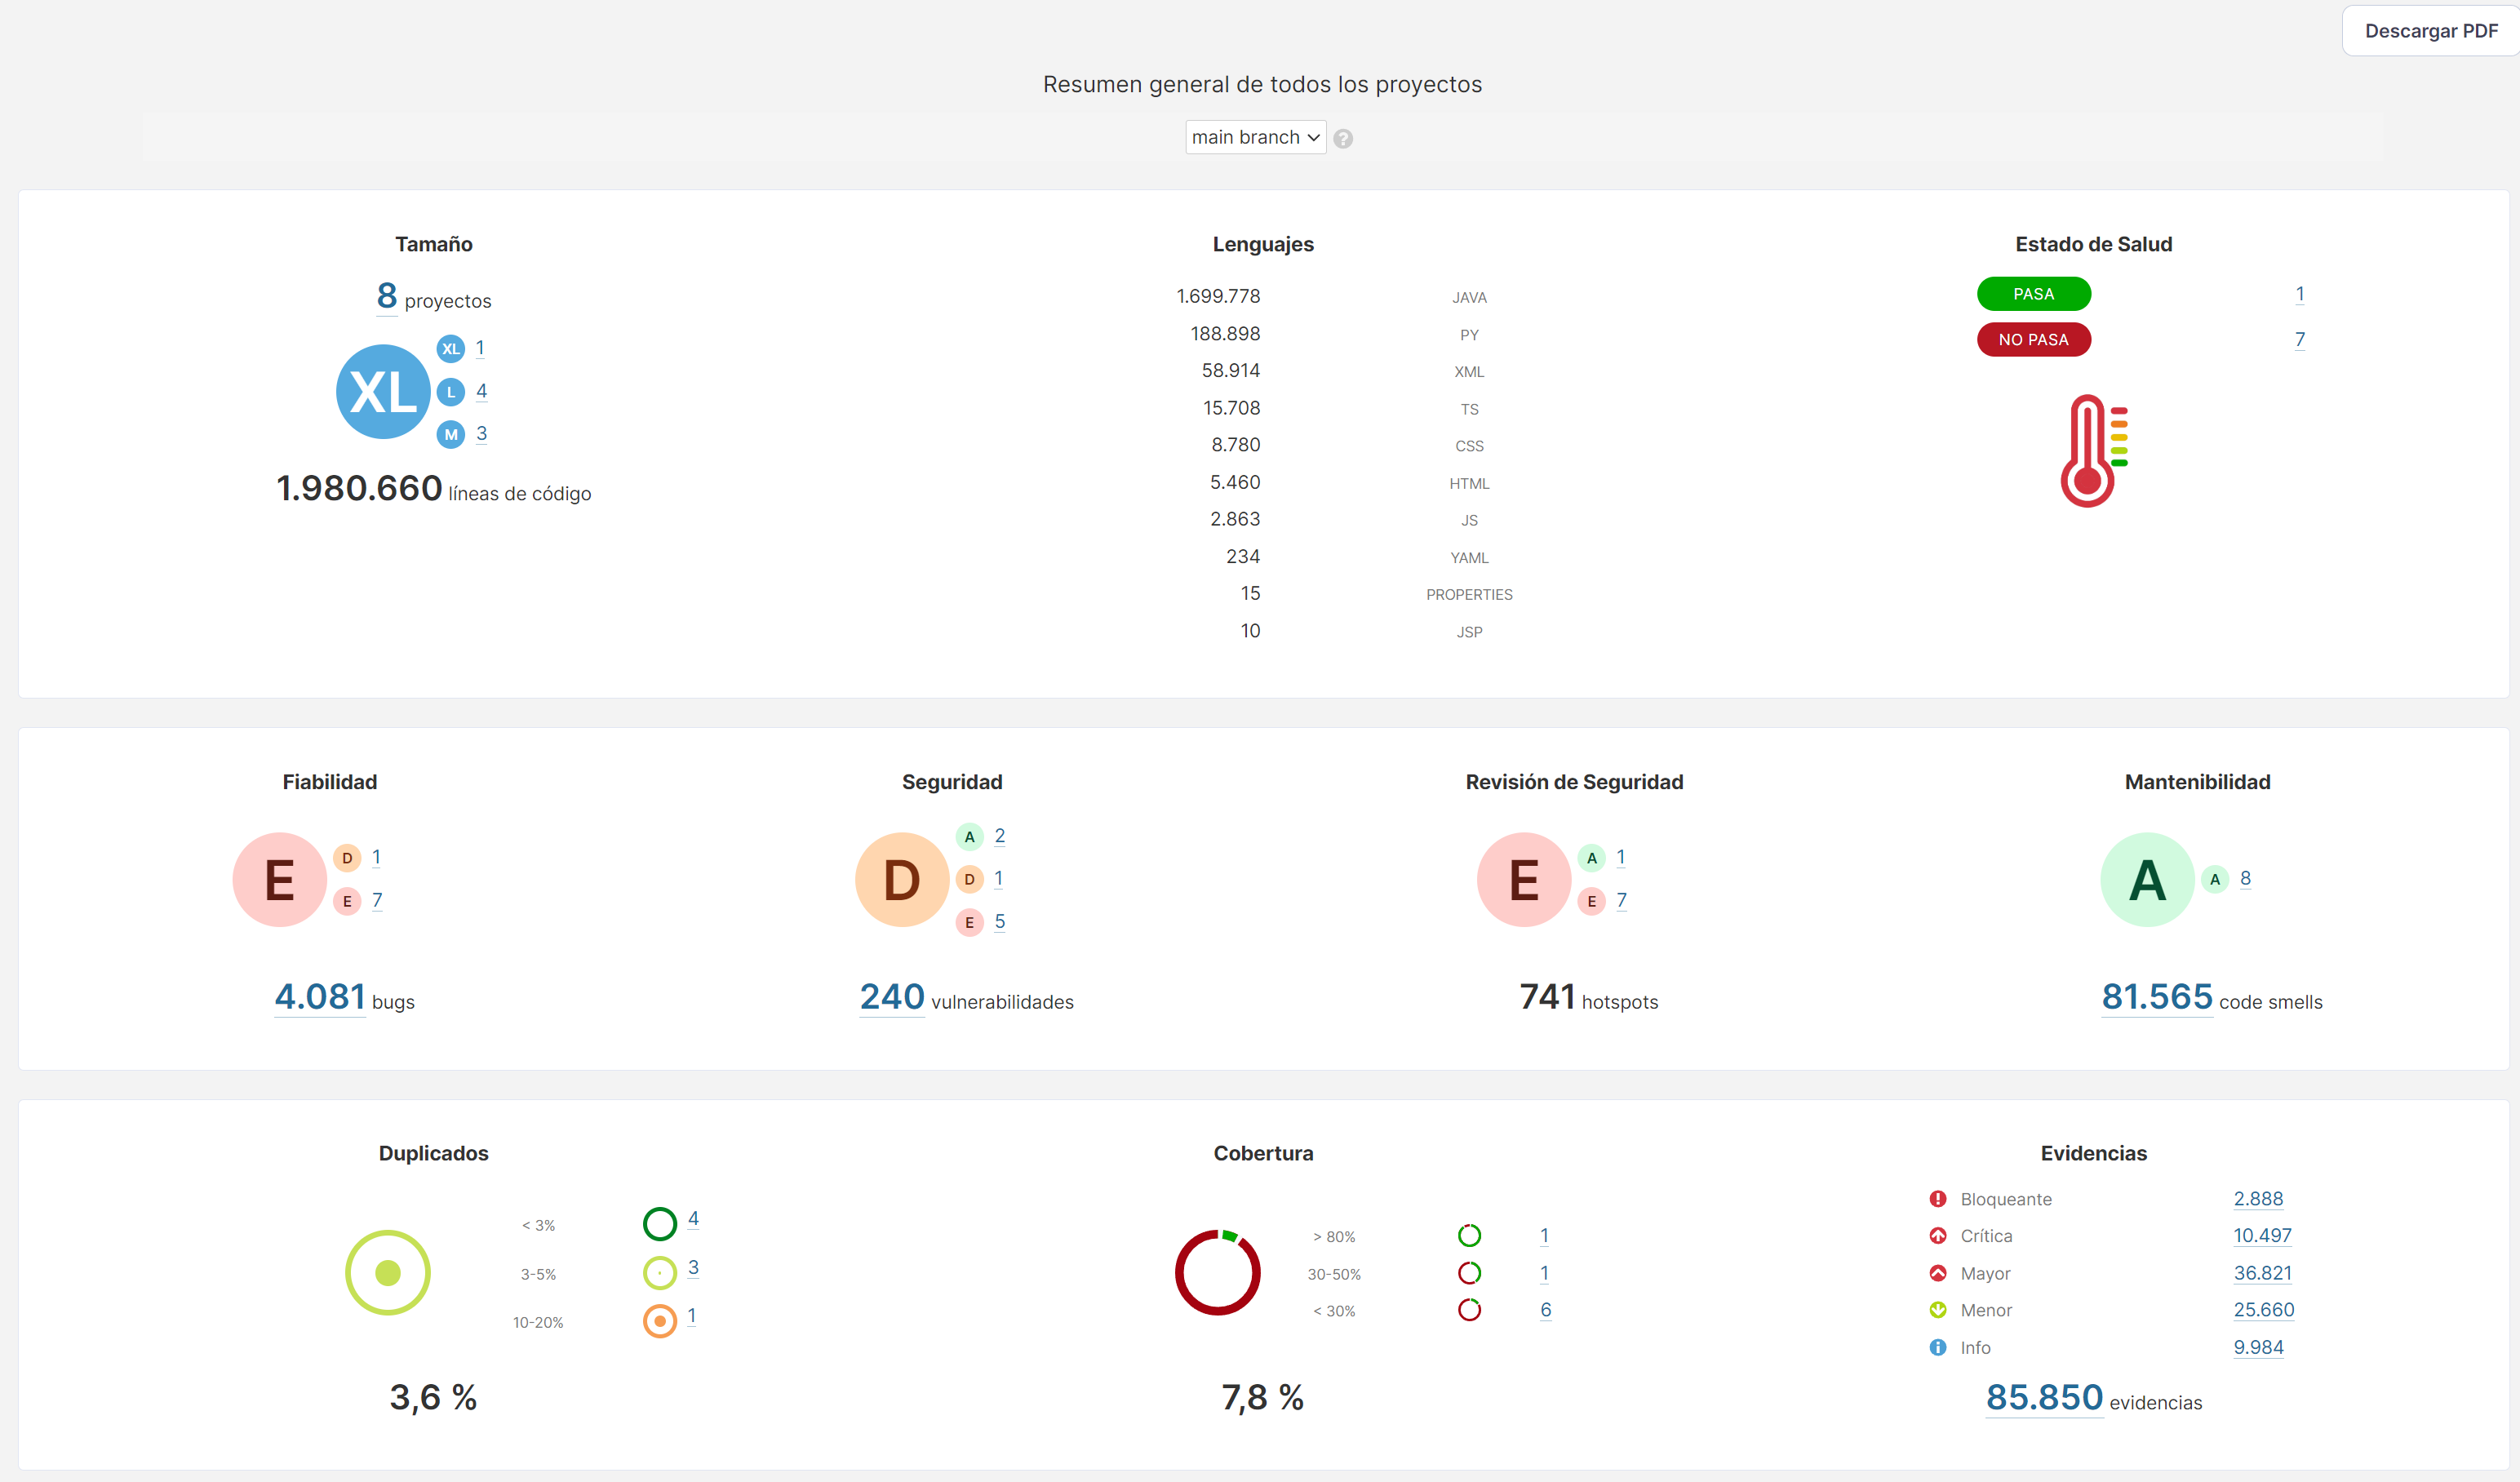 Descargar PDF
Resumen general de todos los proyectos
main branch ?
Tamaño
8 proyectos
XL
XL 1
L 4
M 3
1.980.660 líneas de código
Lenguajes
1.699.778 JAVA
188.898 PY
58.914 XML
15.708 TS
8.780 CSS
5.460 HTML
2.863 JS
234 YAML
15 PROPERTIES
10 JSP
Estado de Salud
PASA 1
NO PASA 7
Fiabilidad
E
D 1
E 7
4.081 bugs
Seguridad
D
A 2
D 1
E 5
240 vulnerabilidades
Revisión de Seguridad
E
A 1
E 7
741 hotspots
Mantenibilidad
A
A 8
81.565 code smells
Duplicados
< 3% 4
3-5% 3
10-20% 1
3,6 %
Cobertura
> 80% 1
30-50% 1
< 30% 6
7,8 %
Evidencias
Bloqueante 2.888
Crítica 10.497
Mayor 36.821
Menor 25.660
Info 9.984
85.850 evidencias